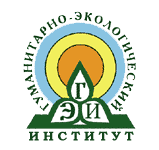 ГУМАНИТАРНО-ЭКОЛОГИЧЕСКИЙ
ГЭИ
ИНСТИТУТ